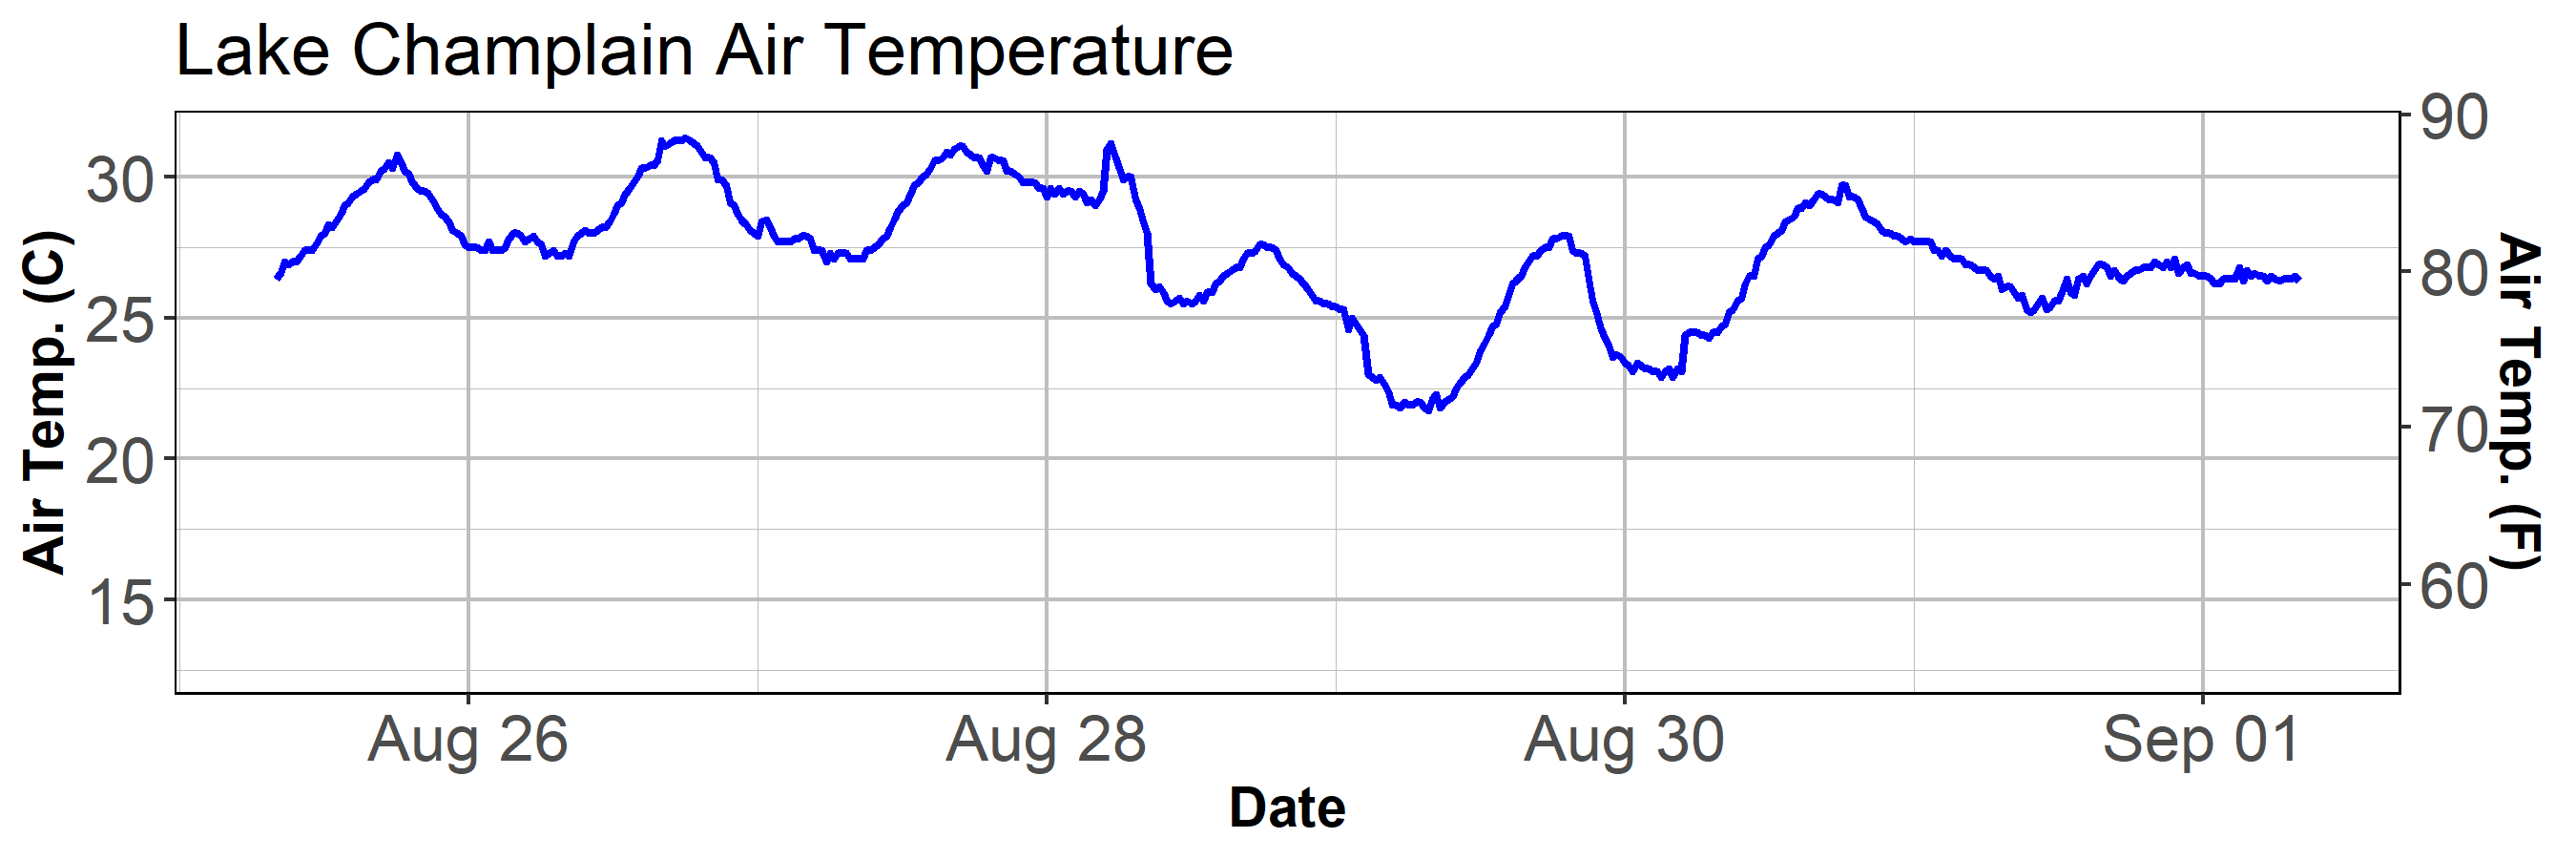 Lake Champlain Air Temperature
Air Temp. (C)
30
25
20
15
90
80
70
60
Air Temp. (F)
Aug 26
Aug 28
Aug 30
Sep 01
Date